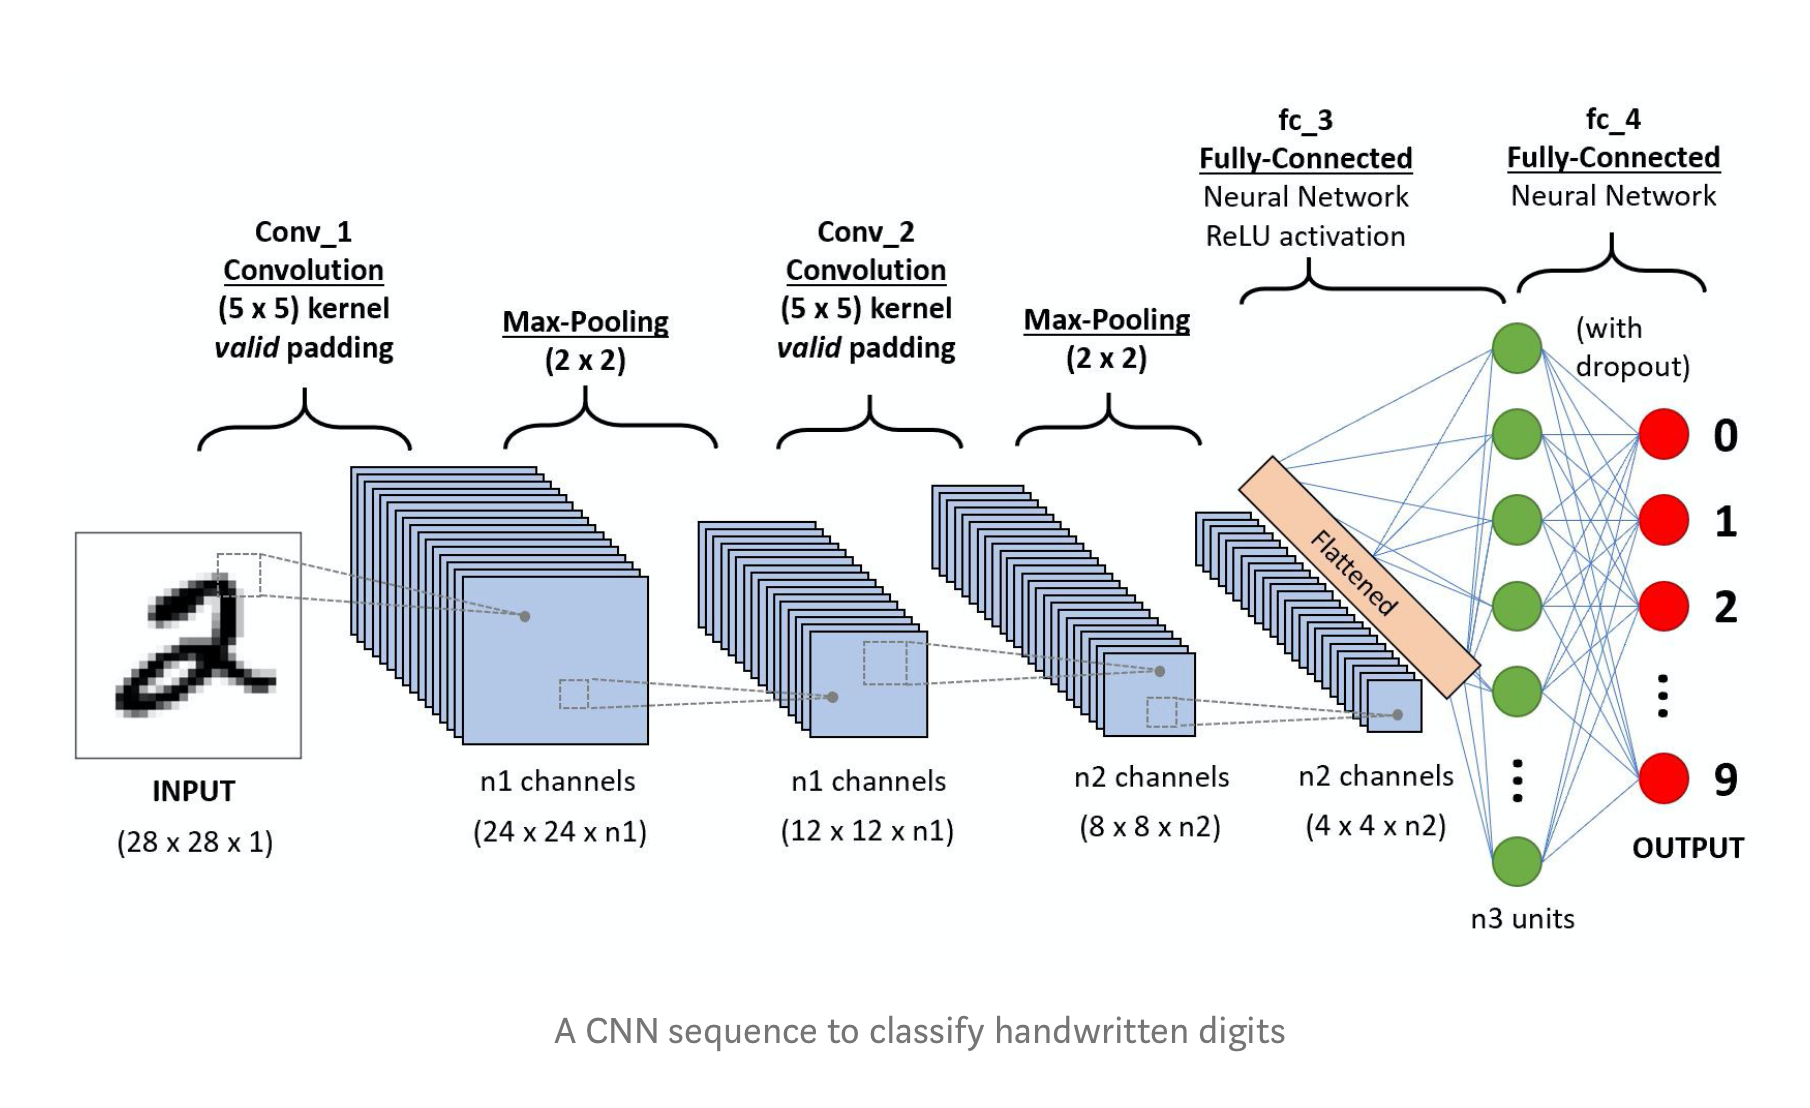 Conv_1
Convolution
(5 x 5) kernel
valid padding
Max-Pooling
(2 x 2)
Conv_2
Convolution
(5 x 5) kernel
valid padding
Max-Pooling
(2 x 2)
fc_3
Fully-Connected
Neural Network
ReLU activation
fc_4
Fully-Connected
Neural Network
(with
dropout)
Flattened
0
1
2
9
OUTPUT
2
INPUT
(28 x 28 x 1)
n1 channels
(24 x 24 x n1)
n1 channels
(12 x 12 x n1)
n2 channels
(8 x 8 x n2)
n2 channels
(4 x 4 x n2)
n3 units
A CNN sequence to classify handwritten digits